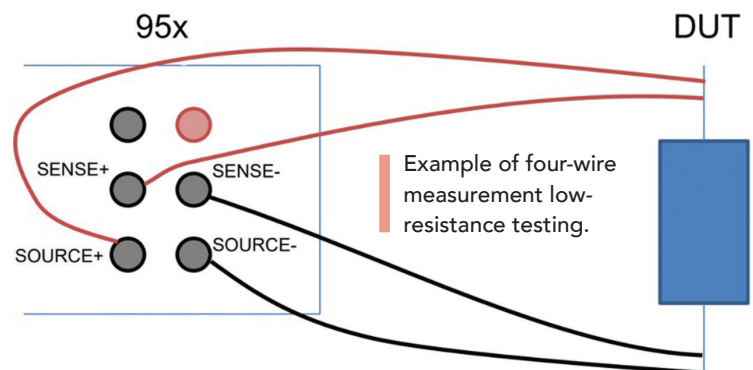 95x
DUT
SENSE+
SENSE-
Example of four-wire
measurement low-
resistance testing.
SOURCE+
SOURCE-